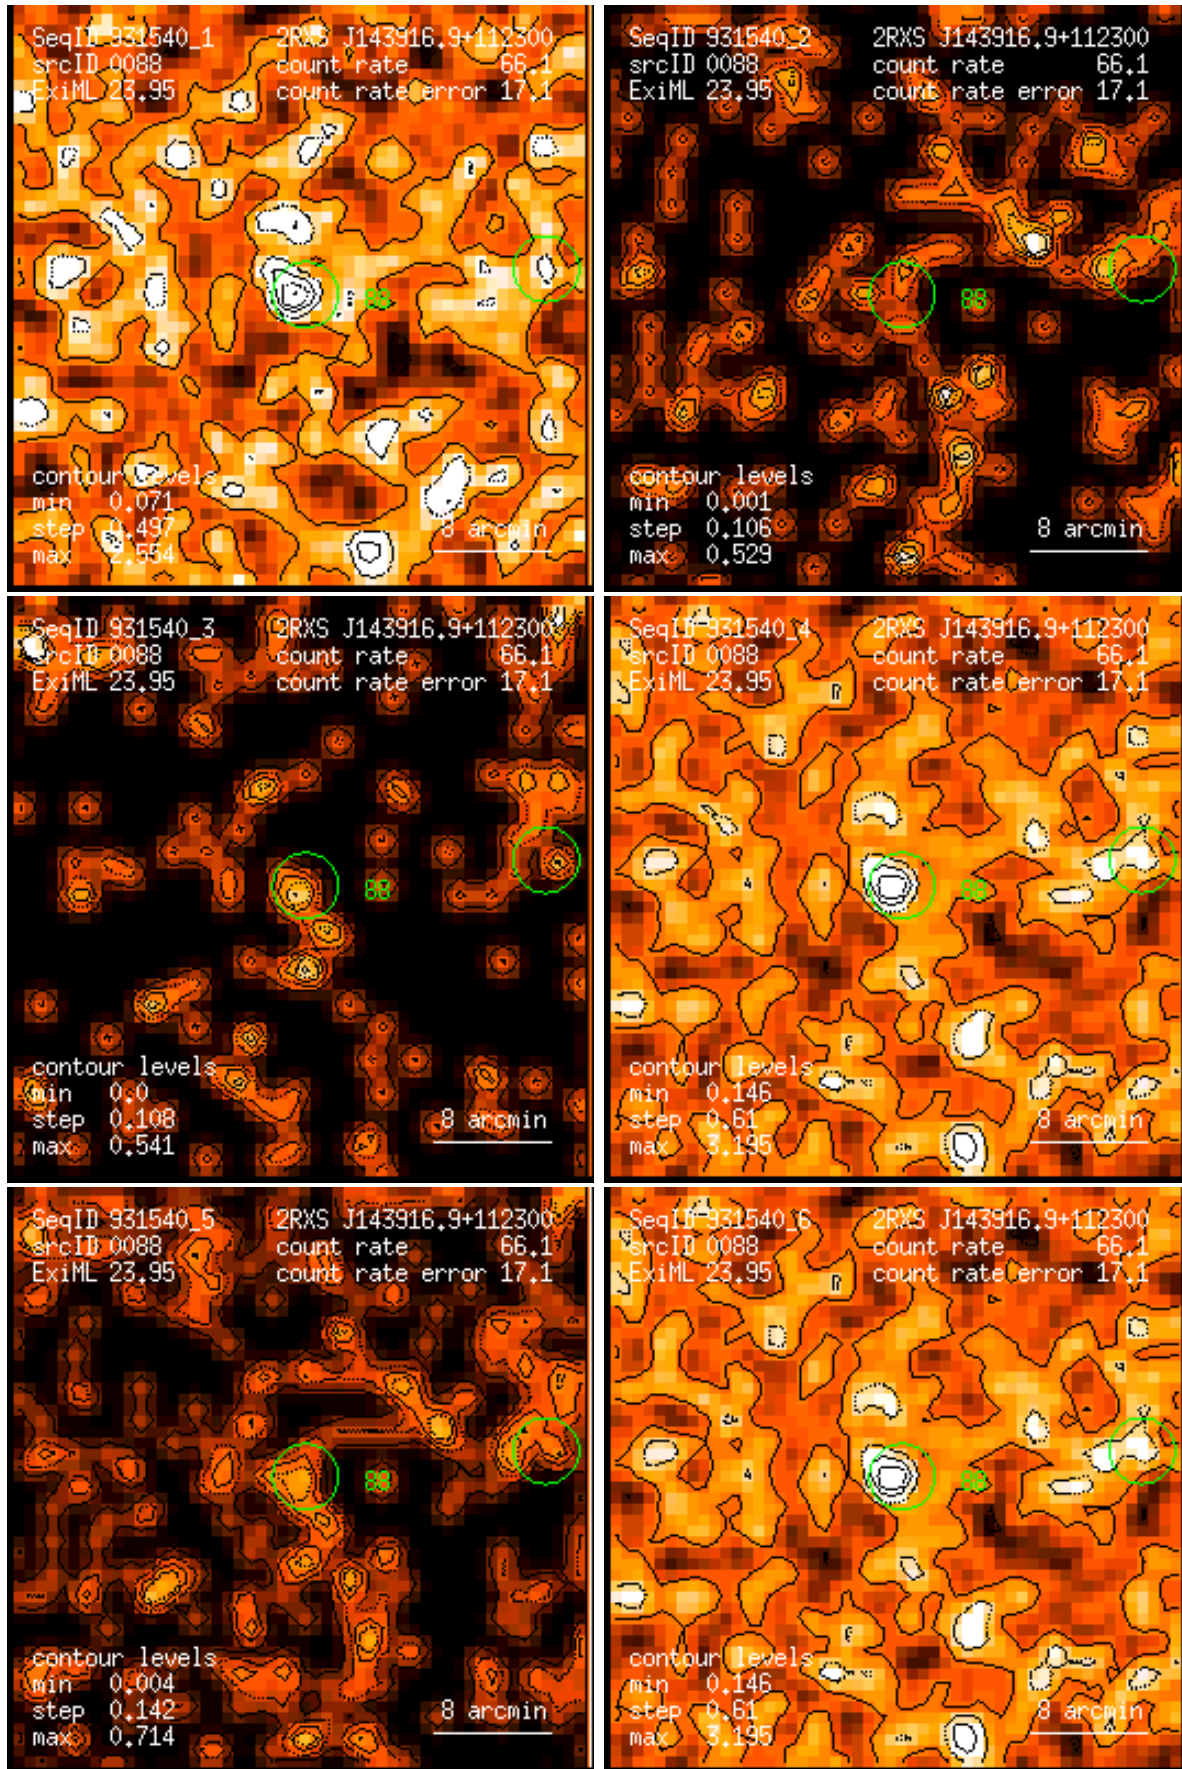 SeqID 931540_1 2RXS J143916.9+112300
srcID 0088 count rate 66.1
ExiML 23.95 count rate error 17.1
88
contour levels
min 0.071
step 0.497 8 arcmin
max 2.554
SeqID 931540_2 2RXS J143916.9+112300
srcID 0088 count rate 66.1
ExiML 23.95 count rate error 17.1
88
contour levels
min 0.001
step 0.106 8 arcmin
max 0.529
SeqID 931540_3 2RXS J143916.9+112300
srcID 0088 count rate 66.1
ExiML 23.95 count rate error 17.1
88
contour levels
min 0.0
step 0.108 8 arcmin
max 0.541
SeqID 931540_4 2RXS J143916.9+112300
srcID 0088 count rate 66.1
ExiML 23.95 count rate error 17.1
88
contour levels
min 0.146
step 0.61 8 arcmin
max 3.195
SeqID 931540_5 2RXS J143916.9+112300
srcID 0088 count rate 66.1
ExiML 23.95 count rate error 17.1
88
contour levels
min 0.004
step 0.142 8 arcmin
max 0.714
SeqID 931540_6 2RXS J143916.9+112300
srcID 0088 count rate 66.1
ExiML 23.95 count rate error 17.1
88
contour levels
min 0.146
step 0.61 8 arcmin
max 3.195